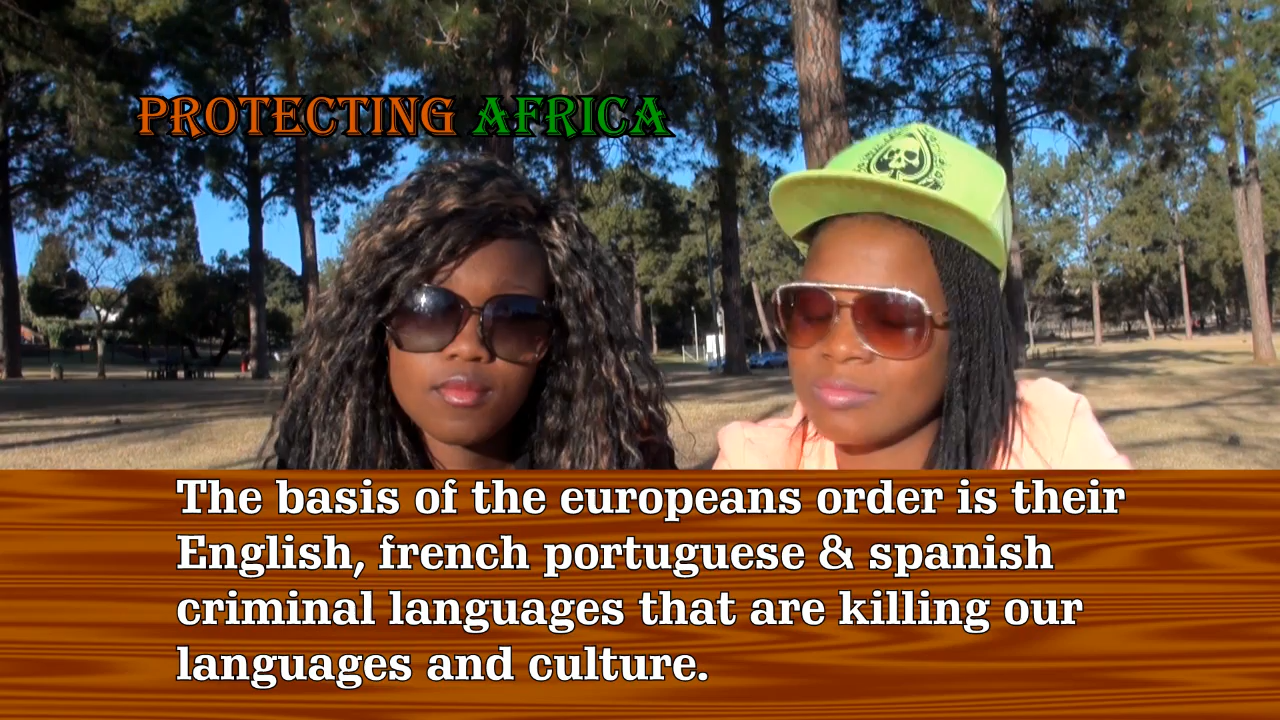 PROTECTING AFRICA
The basis of the europeans order is their
English, french portuguese & spanish
criminal languages that are killing our
languages and culture.